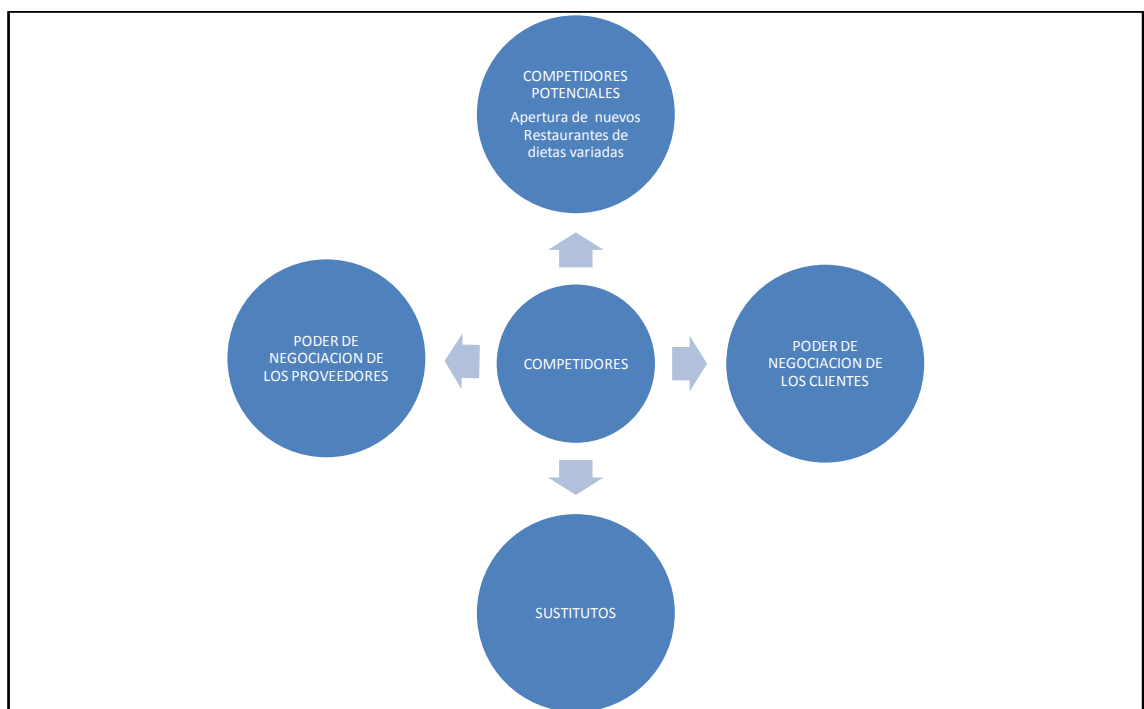 COMPETIDORES
POTENCIALES
Apertura de nuevos
Restaurantes de
dietas variadas
PODER DE
NEGOCIACION DE
LOS PROVEEDORES
COMPETIDORES
PODER DE
NEGOCIACION DE
LOS CLIENTES
SUSTITUTOS